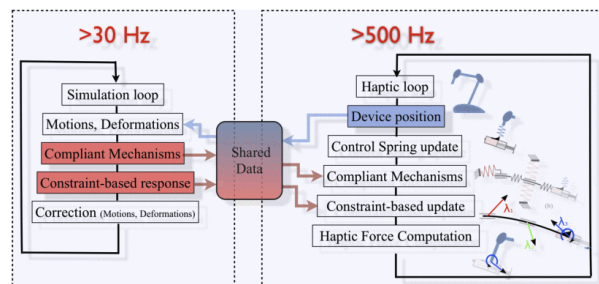 >30 Hz
>500 Hz
Simulation loop
Motions, Deformations
Compliant Mechanisms
Constraint-based response
Correction (Motions, Deformations)
Shared
Data
Haptic loop
Device position
Control Spring update
Compliant Mechanisms
Constraint-based update
Haptic Force Computation
(b)
λ₁